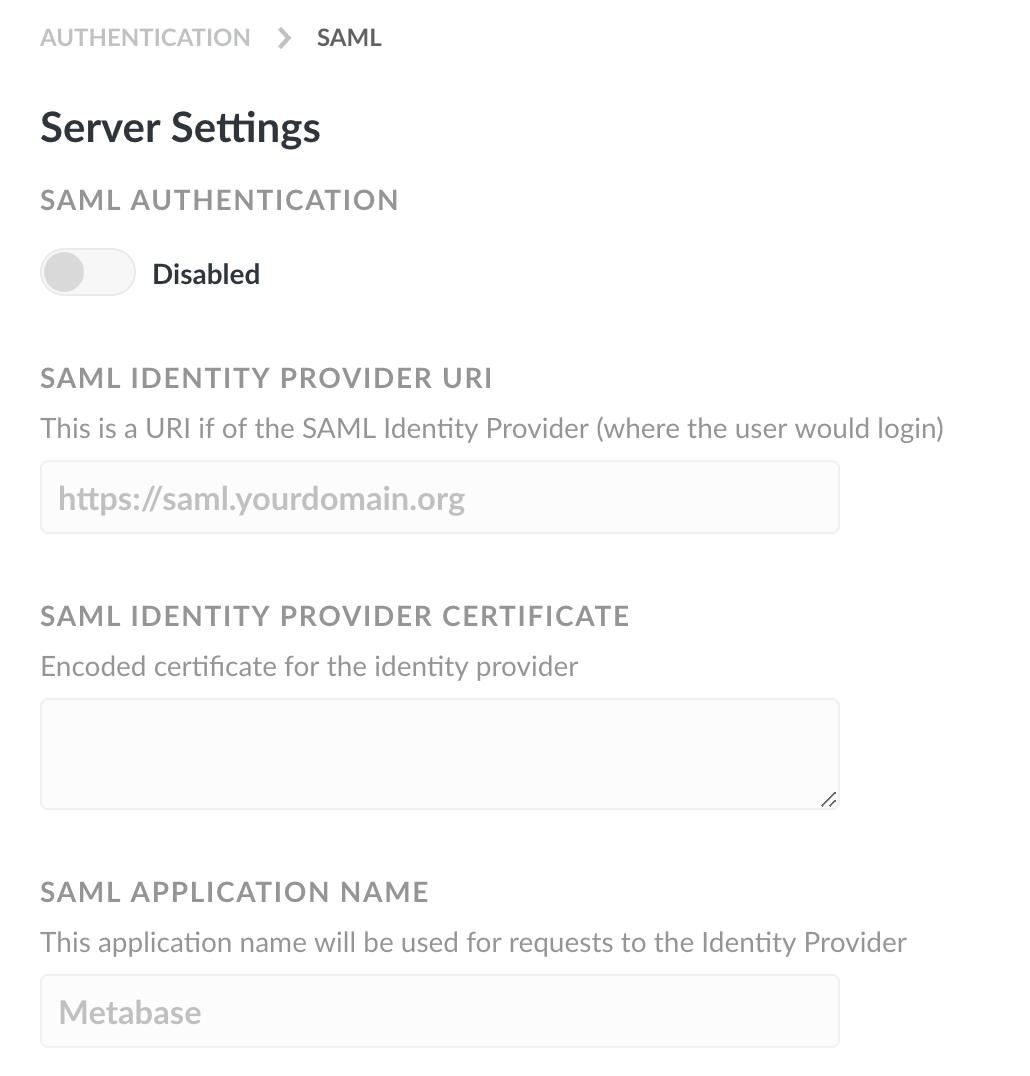 AUTHENTICATION > SAML
Server Settings
SAML AUTHENTICATION
Disabled
SAML IDENTITY PROVIDER URI
This is a URI if of the SAML Identity Provider (where the user would login)
https://saml.yourdomain.org
SAML IDENTITY PROVIDER CERTIFICATE
Encoded certificate for the identity provider
SAML APPLICATION NAME
This application name will be used for requests to the Identity Provider
Metabase